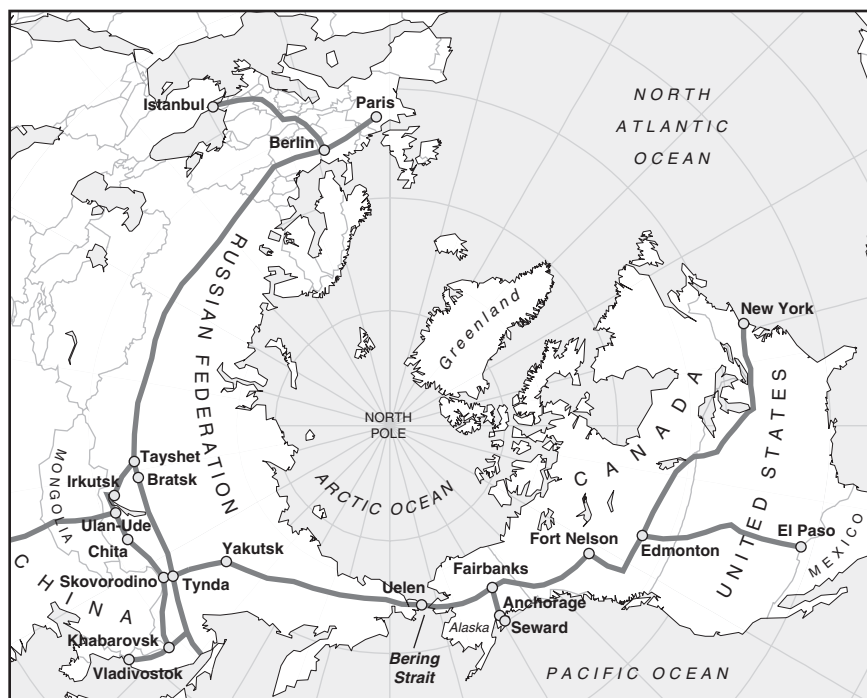 NORTH
ATLANTIC
OCEAN
Istanbul
Paris
Berlin
RUSSIAN FEDERATION
Greenland
New York
NORTH
POLE
CANADA
UNITED STATES
MONGOLIA
Tayshet
Bratsk
Irkutsk
ARCTIC OCEAN
Ulan-Ude
Chita
Yakutsk
Fort Nelson
Edmonton
El Paso
MEXICO
CHINA
Skovorodino
Tynda
Uelen
Fairbanks
Anchorage
Alaska
Seward
Khabarovsk
Vladivostok
Bering
Strait
PACIFIC OCEAN